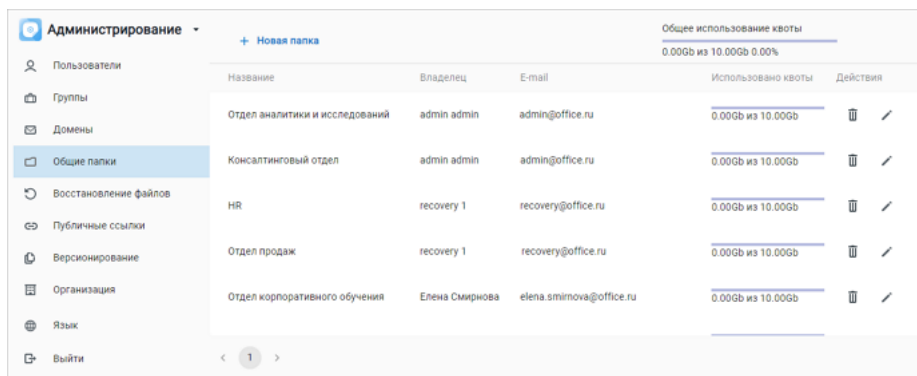 Администрирование
Пользователи
Группы
Домены
Общие папки
Восстановление файлов
Публичные ссылки
Версионирование
Организация
Язык
Выйти
+ Новая папка
Общее использование квоты
0.00Gb из 10.00Gb 0.00%
Название Владелец E-mail Использовано квоты Действия
Отдел аналитики и исследований admin admin admin@office.ru 0.00Gb из 10.00Gb
Консалтинговый отдел admin admin admin@office.ru 0.00Gb из 10.00Gb
HR recovery 1 recovery@office.ru 0.00Gb из 10.00Gb
Отдел продаж recovery 1 recovery@office.ru 0.00Gb из 10.00Gb
Отдел корпоративного обучения Елена Смирнова elena.smirnova@office.ru 0.00Gb из 10.00Gb
< 1 >